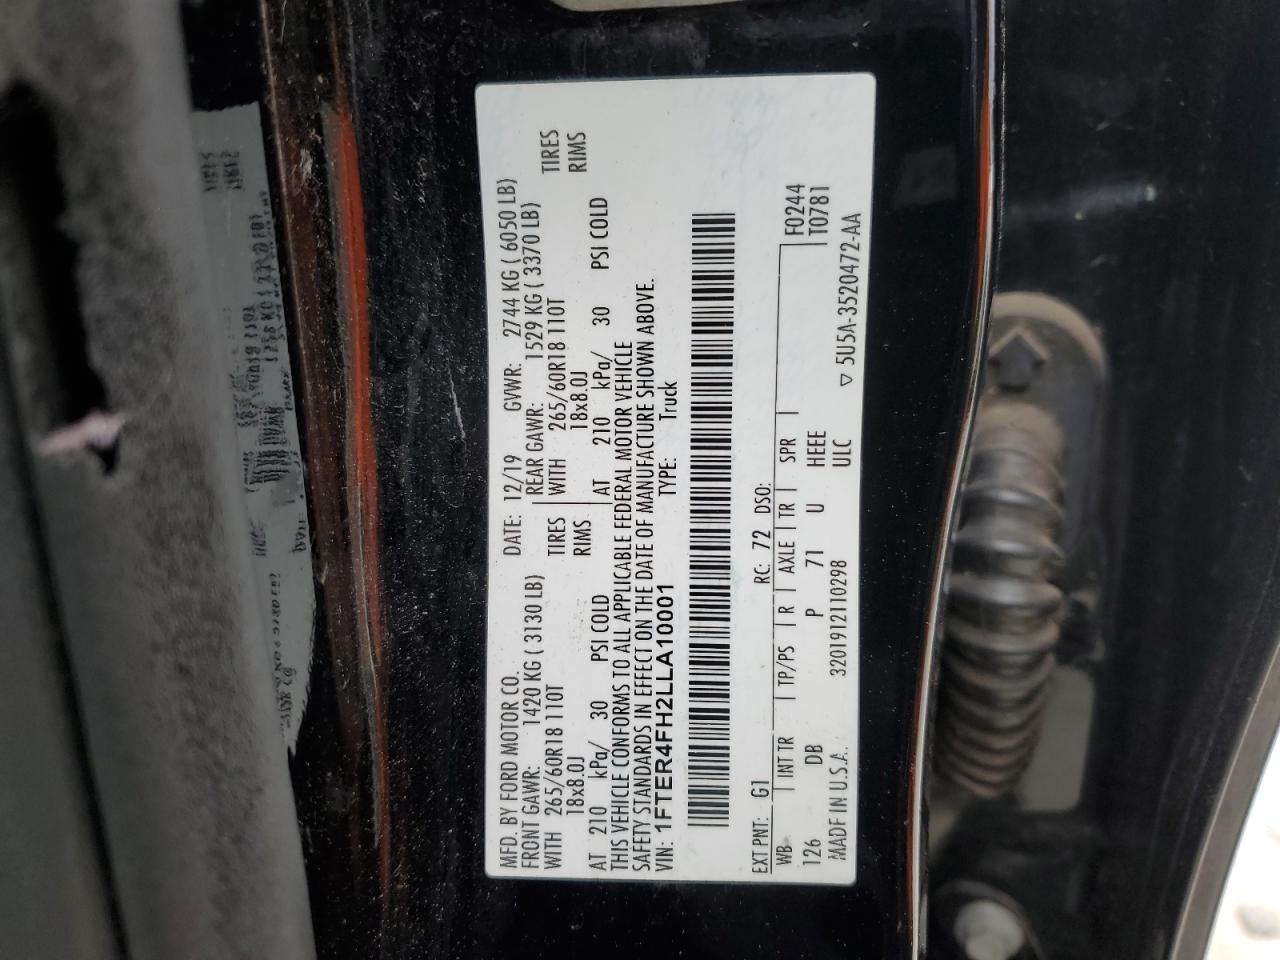 MFD. BY FORD MOTOR CO. DATE: 12/19 GVWR: 2744 KG ( 6050 LB)
FRONT GAWR: 1420 KG ( 3130 LB) REAR GAWR: 1529 KG ( 3370 LB)
WITH 265/60R18 110T TIRES WITH 265/60R18 110T TIRES
18x8.0J RIMS 18x8.0J RIMS
AT 210 kPa/ 30 PSI COLD AT 210 kPa/ 30 PSI COLD
THIS VEHICLE CONFORMS TO ALL APPLICABLE FEDERAL MOTOR VEHICLE
SAFETY STANDARDS IN EFFECT ON THE DATE OF MANUFACTURE SHOWN ABOVE.
VIN: 1FTER4FH2LLA10001 TYPE: Truck
EXT PNT: G1 RC: 72 DSO: F0244
WB INT TR TP/PS R AXLE TR SPR T0781
126 DB P 71 U HEEE
MADE IN U.S.A. 3201912110298 ULC ▽ 5U5A-3520472-AA